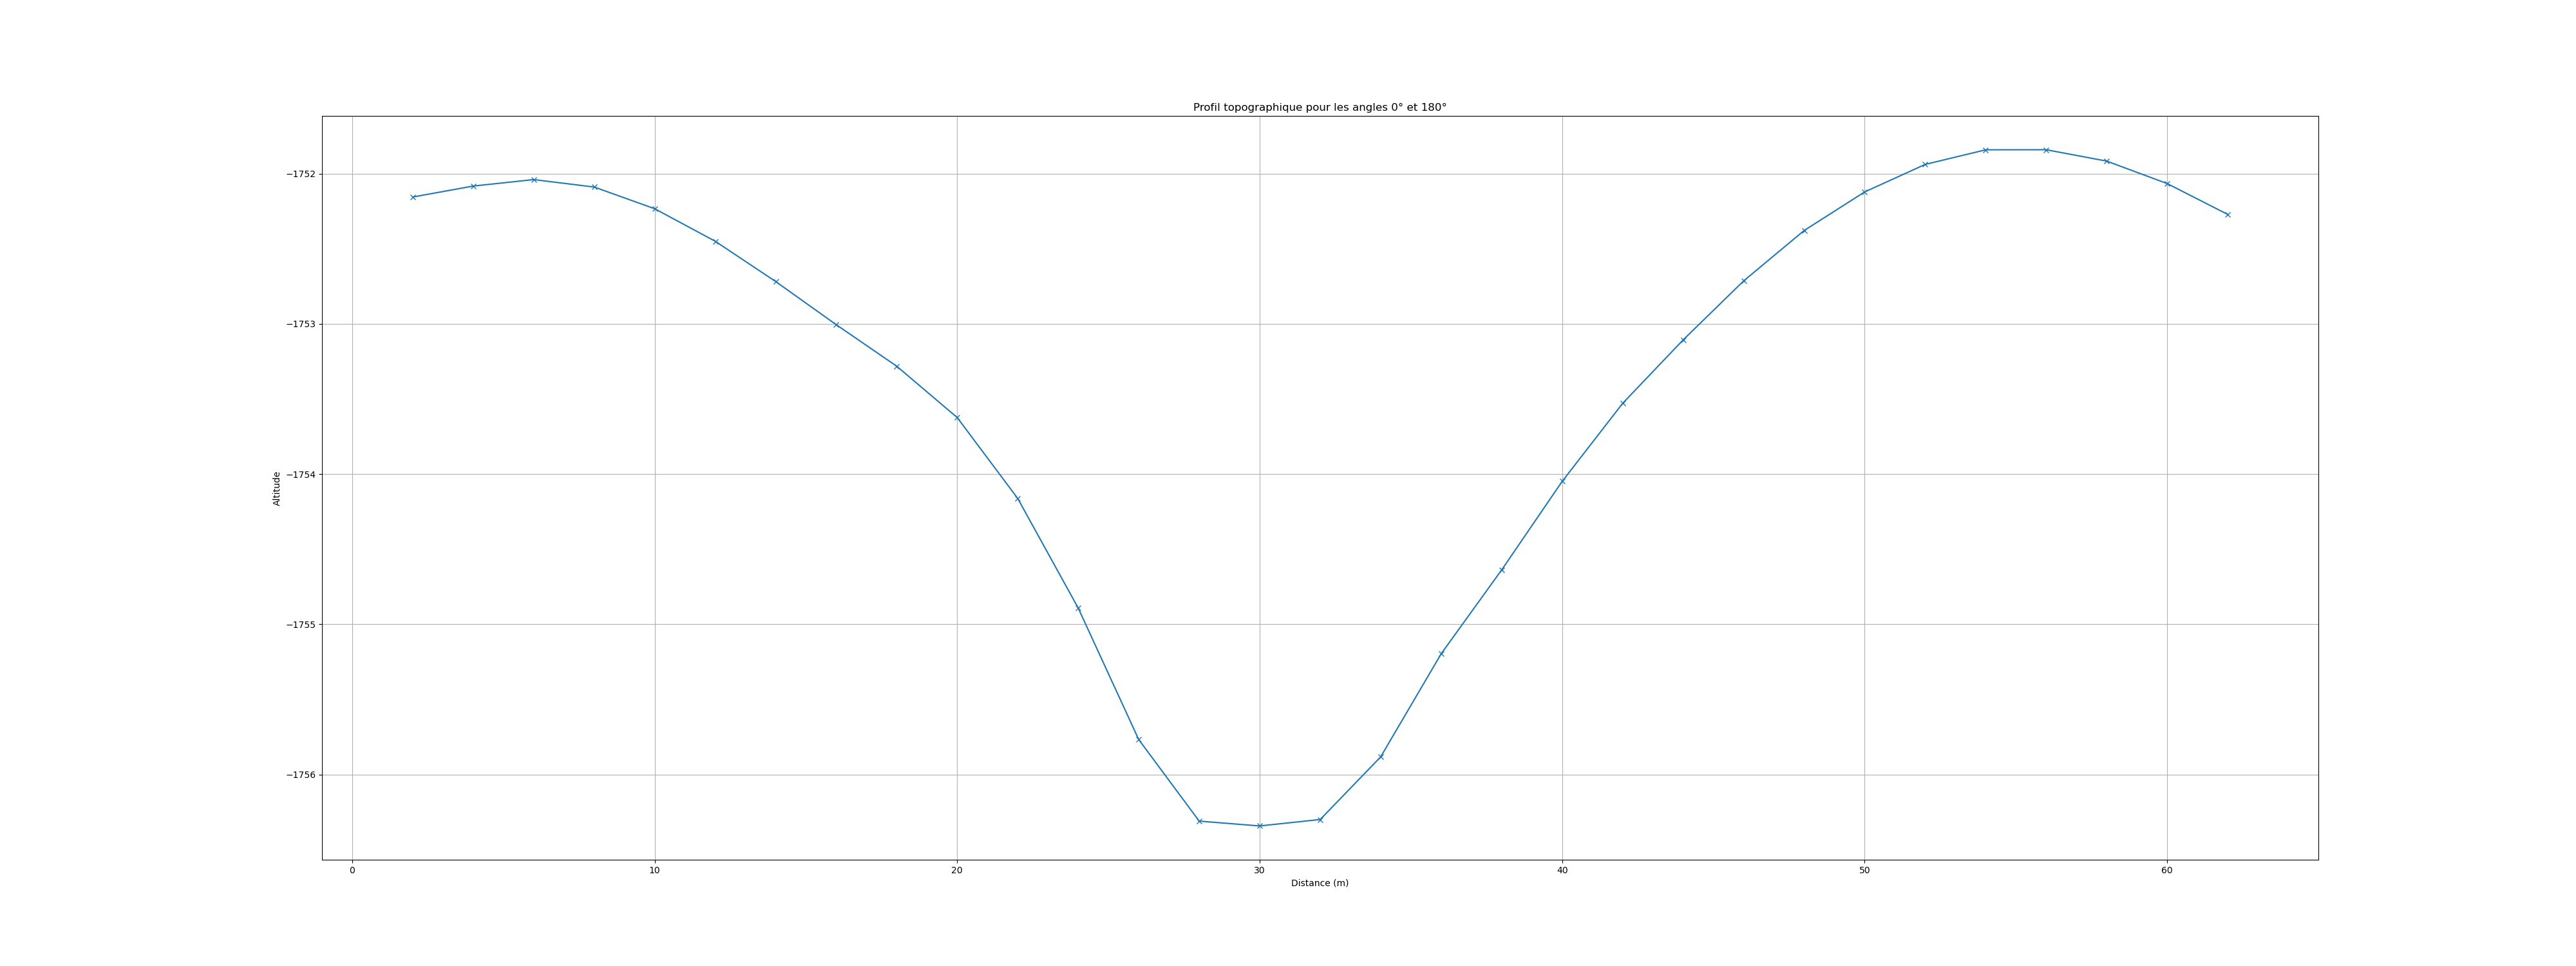 Profil topographique pour les angles 0° et 180°
−1752
−1753
−1754
−1755
−1756
Altitude
0 10 20 30 40 50 60
Distance (m)